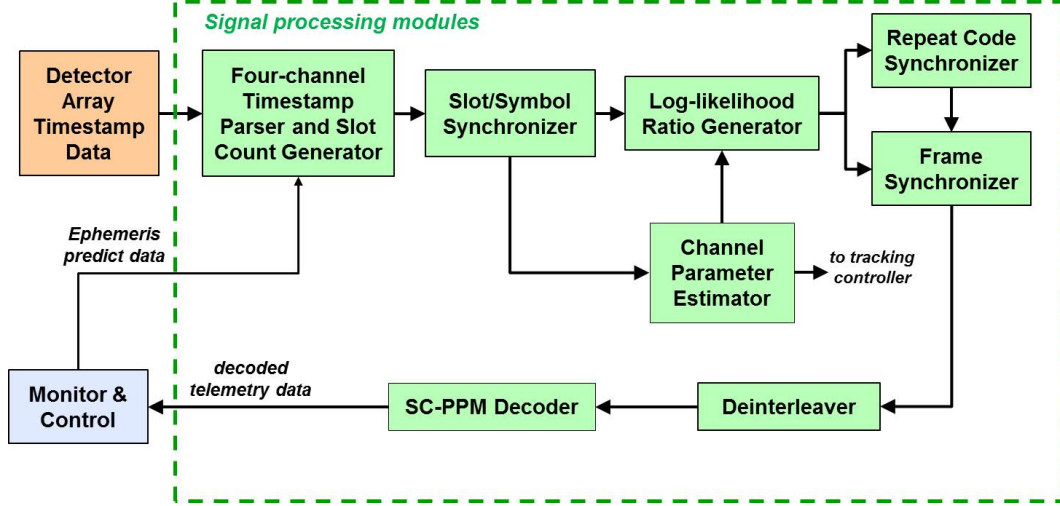 Signal processing modules
Detector
Array
Timestamp
Data
Four-channel
Timestamp
Parser and Slot
Count Generator
Slot/Symbol
Synchronizer
Log-likelihood
Ratio Generator
Repeat Code
Synchronizer
Frame
Synchronizer
Ephemeris
predict data
Channel
Parameter
Estimator
to tracking
controller
Monitor &
Control
decoded
telemetry data
SC-PPM Decoder
Deinterleaver